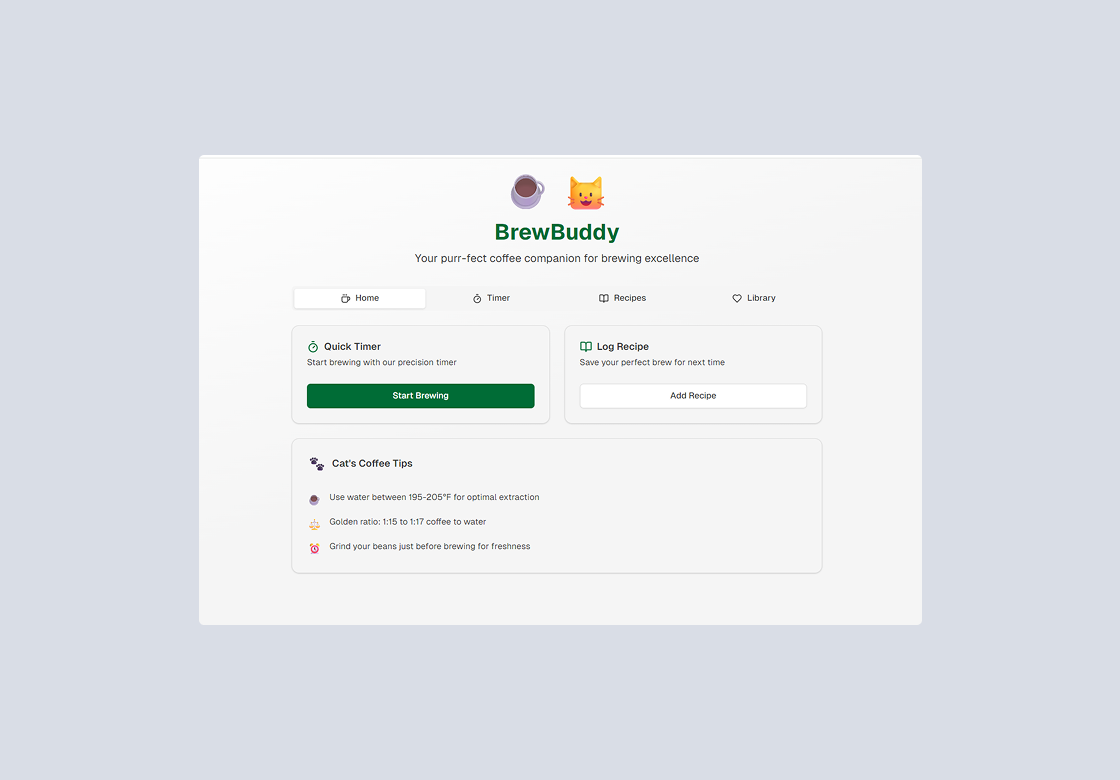 BrewBuddy
Your purr-fect coffee companion for brewing excellence
Home
Timer
Recipes
Library
Quick Timer
Start brewing with our precision timer
Start Brewing
Log Recipe
Save your perfect brew for next time
Add Recipe
Cat's Coffee Tips
Use water between 195-205°F for optimal extraction
Golden ratio: 1:15 to 1:17 coffee to water
Grind your beans just before brewing for freshness